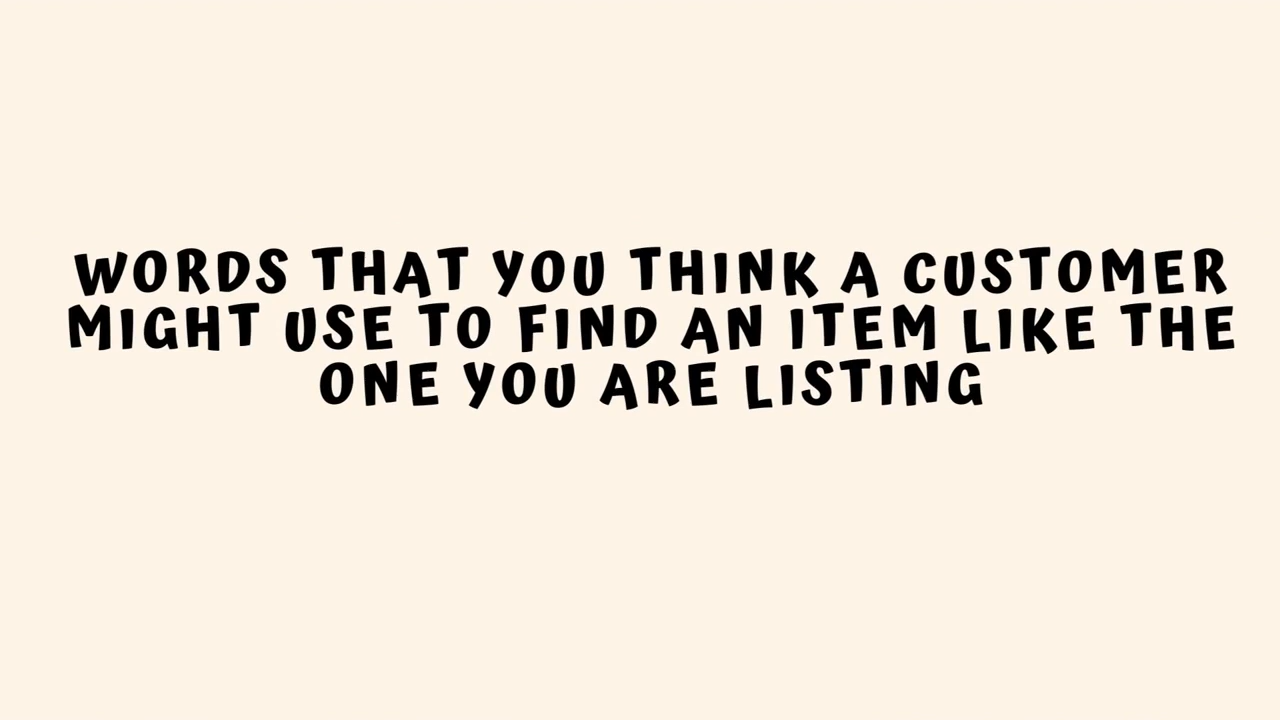 WORDS THAT YOU THINK A CUSTOMER
MIGHT USE TO FIND AN ITEM LIKE THE
ONE YOU ARE LISTING